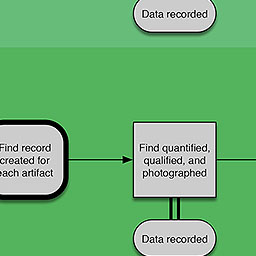 Data recorded
Find record
created for
each artifact
Find quantified,
qualified, and
photographed
Data recorded